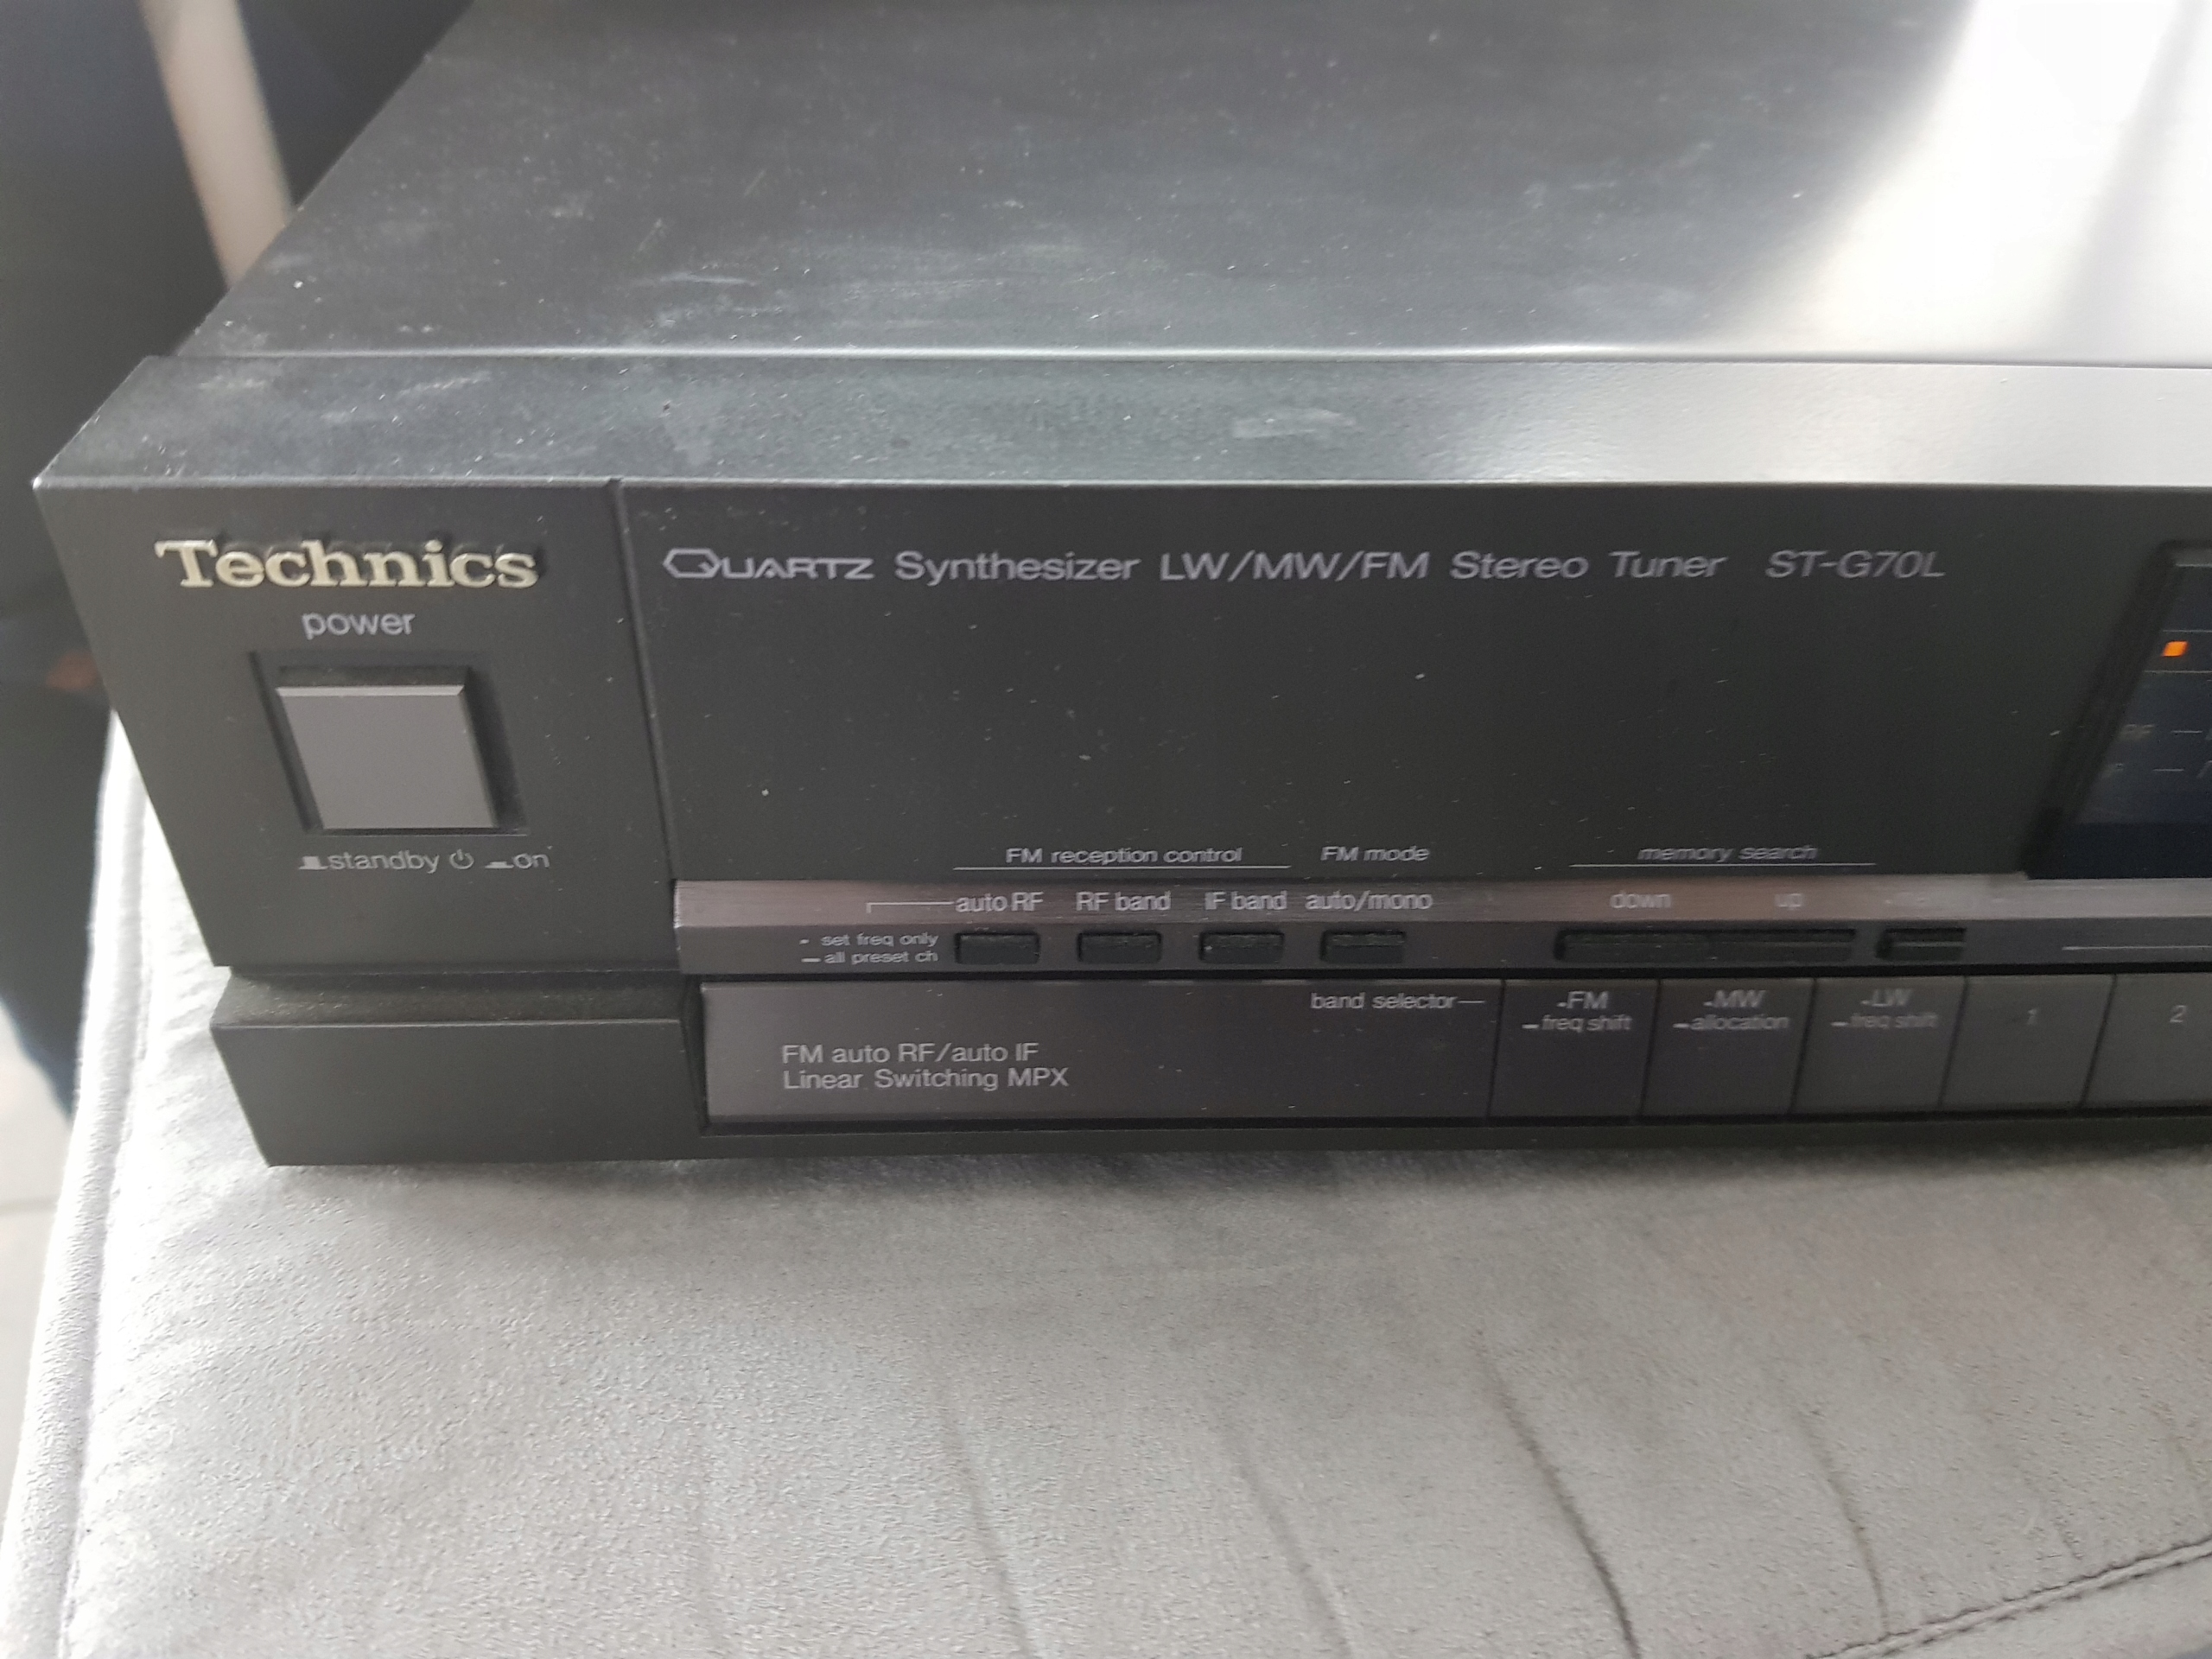 Technics
QUARTZ Synthesizer LW/MW/FM Stereo Tuner ST-G70L
power
standby on
FM reception control FM mode memory search
auto RF RF band IF band auto/mono down up
set freq only
all preset ch
band selector
-FM -MW -LW 1 2
freq shift allocation freq shift
FM auto RF/auto IF
Linear Switching MPX
RF